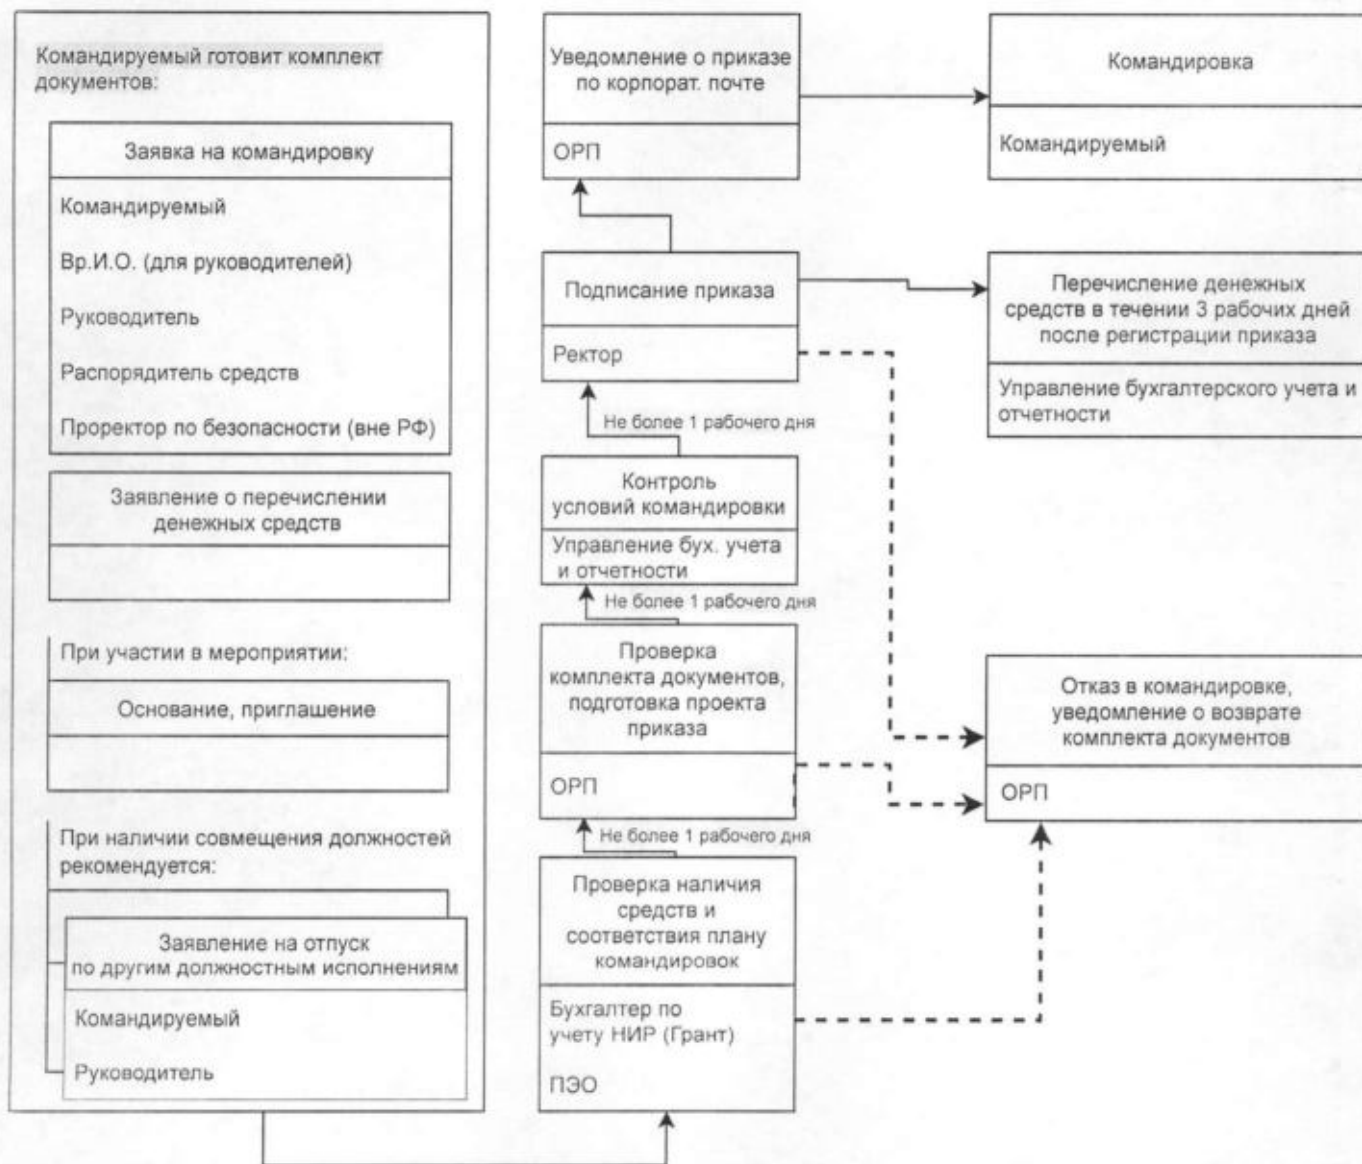 Командируемый готовит комплект
документов:
Заявка на командировку
Командируемый
Вр.И.О. (для руководителей)
Руководитель
Распорядитель средств
Проректор по безопасности (вне РФ)
Заявление о перечислении
денежных средств
При участии в мероприятии:
Основание, приглашение
При наличии совмещения должностей
рекомендуется:
Заявление на отпуск
по другим должностным исполнениям
Командируемый
Руководитель
Уведомление о приказе
по корпорат. почте
ОРП
Подписание приказа
Ректор
Не более 1 рабочего дня
Контроль
условий командировки
Управление бух. учета
и отчетности
Не более 1 рабочего дня
Проверка
комплекта документов,
подготовка проекта
приказа
ОРП
Не более 1 рабочего дня
Проверка наличия
средств и
соответствия плану
командировок
Бухгалтер по
учету НИР (Грант)
ПЭО
Командировка
Командируемый
Перечисление денежных
средств в течении 3 рабочих дней
после регистрации приказа
Управление бухгалтерского учета и
отчетности
Отказ в командировке,
уведомление о возврате
комплекта документов
ОРП